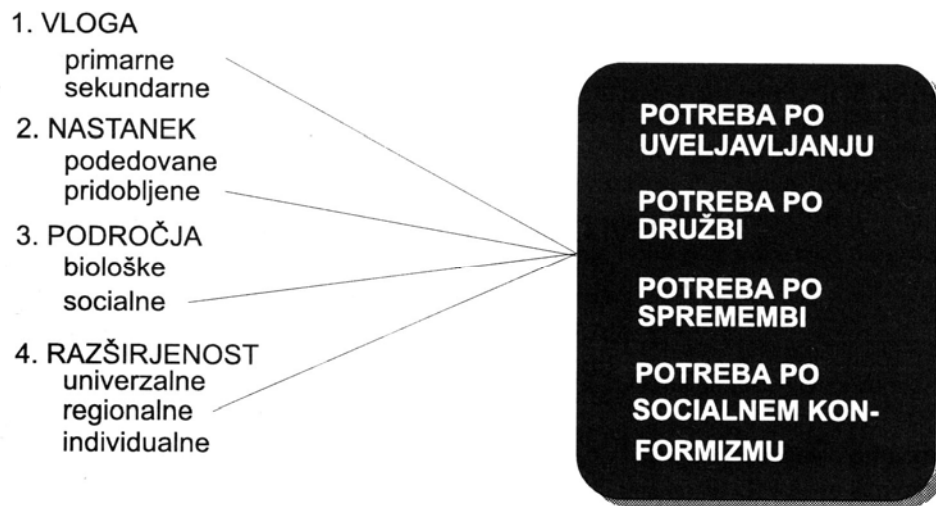 1. VLOGA
primarne
sekundarne
2. NASTANEK
podedovane
pridobljene
3. PODROČJA
biološke
socialne
4. RAZŠIRJENOST
univerzalne
regionalne
individualne
POTREBA PO
UVELJAVLJANJU
POTREBA PO
DRUŽBI
POTREBA PO
SPREMEMBI
POTREBA PO
SOCIALNEM KON-
FORMIZMU